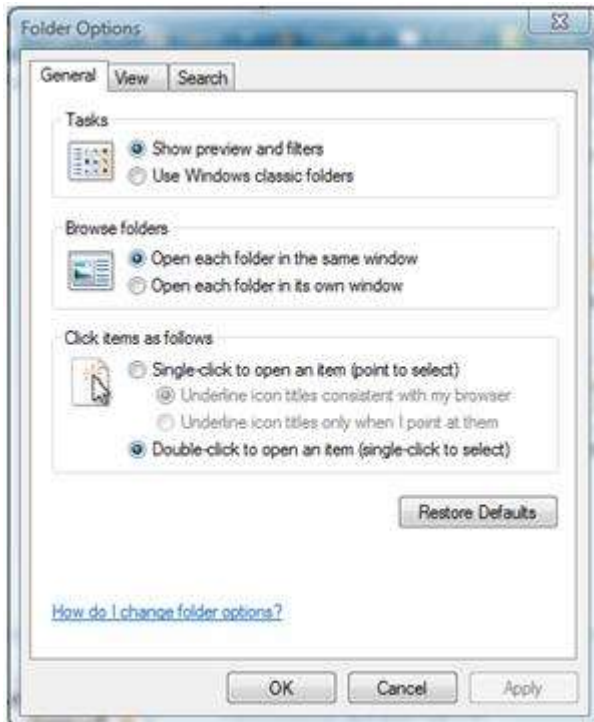 Folder Options
General View Search
Tasks
Show preview and filters
Use Windows classic folders
Browse folders
Open each folder in the same window
Open each folder in its own window
Click items as follows
Single-click to open an item (point to select)
Underline icon titles consistent with my browser
Underline icon titles only when I point at them
Double-click to open an item (single-click to select)
Restore Defaults
How do I change folder options?
OK Cancel Apply